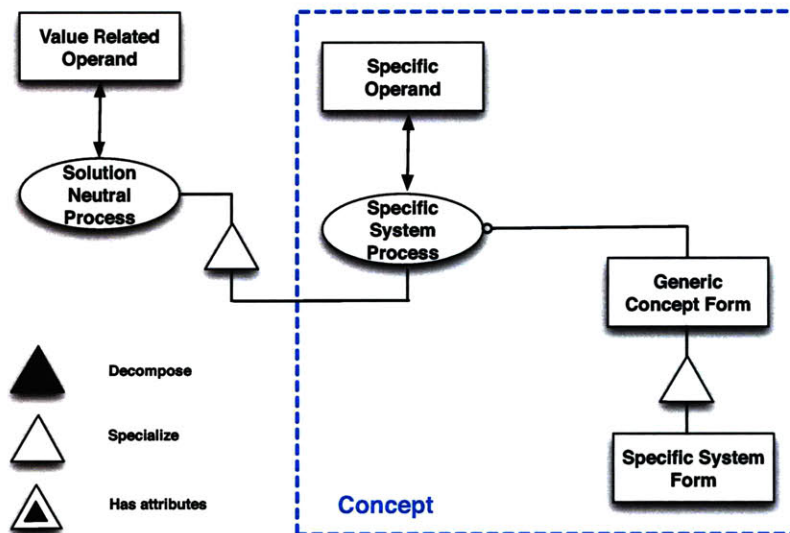 Value Related
Operand
Specific
Operand
Solution
Neutral
Process
Specific
System
Process
Generic
Concept Form
Decompose
Specialize
Specific System
Form
Has attributes
Concept